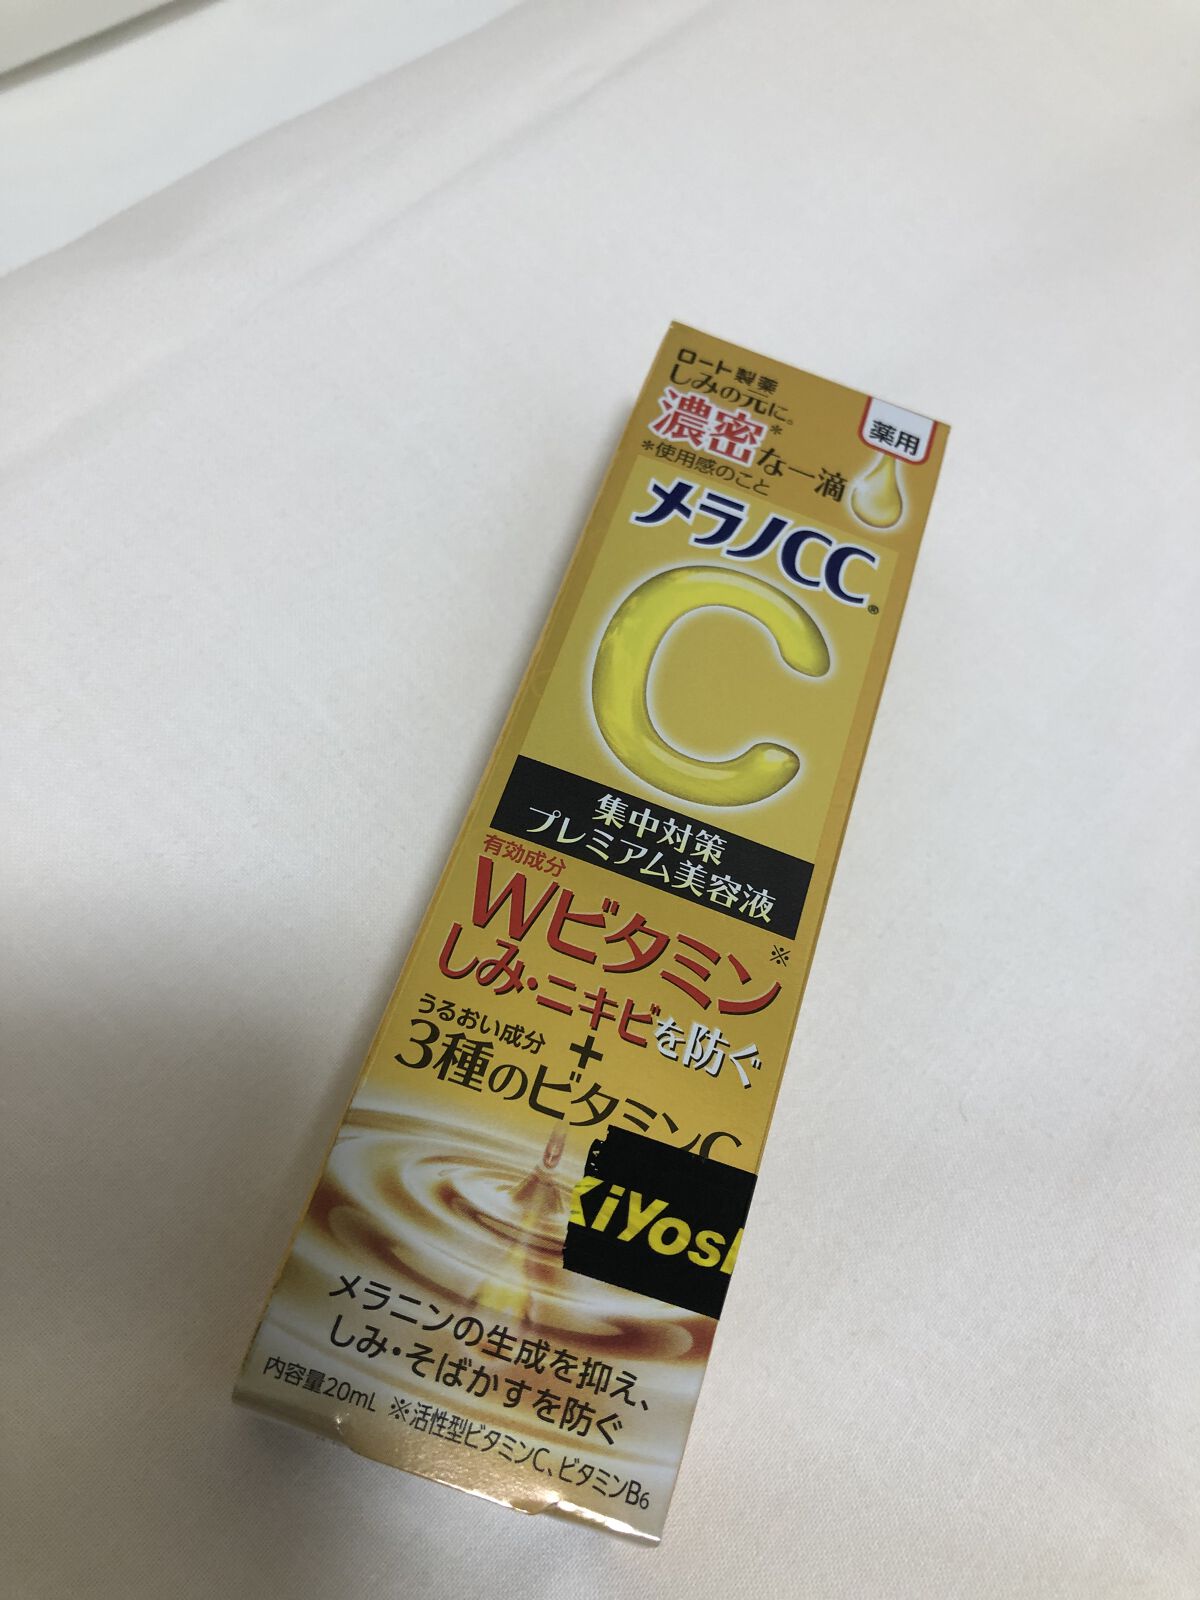 ロート製薬
しみの元に。
濃密*な一滴
*使用感のこと
薬用
メラノCC®
C
集中対策
プレミアム美容液
有効成分
Wビタミン※
しみ・ニキビを防ぐ
+
うるおい成分
3種のビタミンC
KiYosh
メラニンの生成を抑え、
しみ・そばかすを防ぐ
内容量20mL ※活性型ビタミンC、ビタミンB6